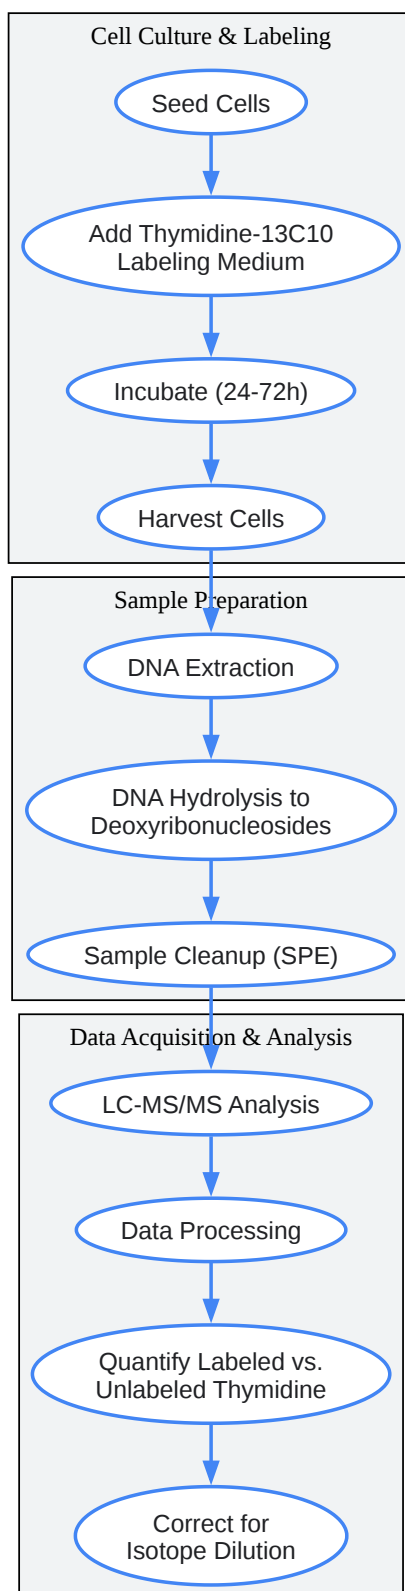 Cell Culture & Labeling
Seed Cells
Add Thymidine-13C10
Labeling Medium
Incubate (24-72h)
Harvest Cells
Sample Preparation
DNA Extraction
DNA Hydrolysis to
Deoxyribonucleosides
Sample Cleanup (SPE)
Data Acquisition & Analysis
LC-MS/MS Analysis
Data Processing
Quantify Labeled vs.
Unlabeled Thymidine
Correct for
Isotope Dilution